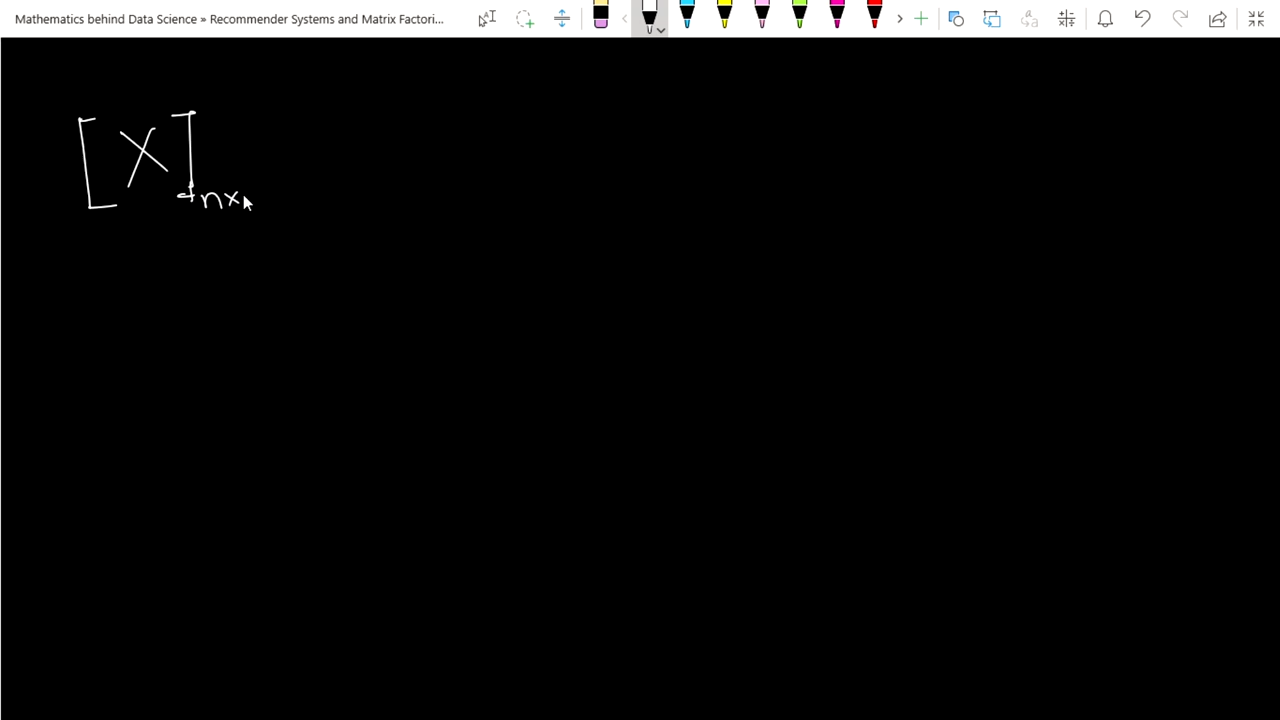 Mathematics behind Data Science » Recommender Systems and Matrix Factori...
[X]nx